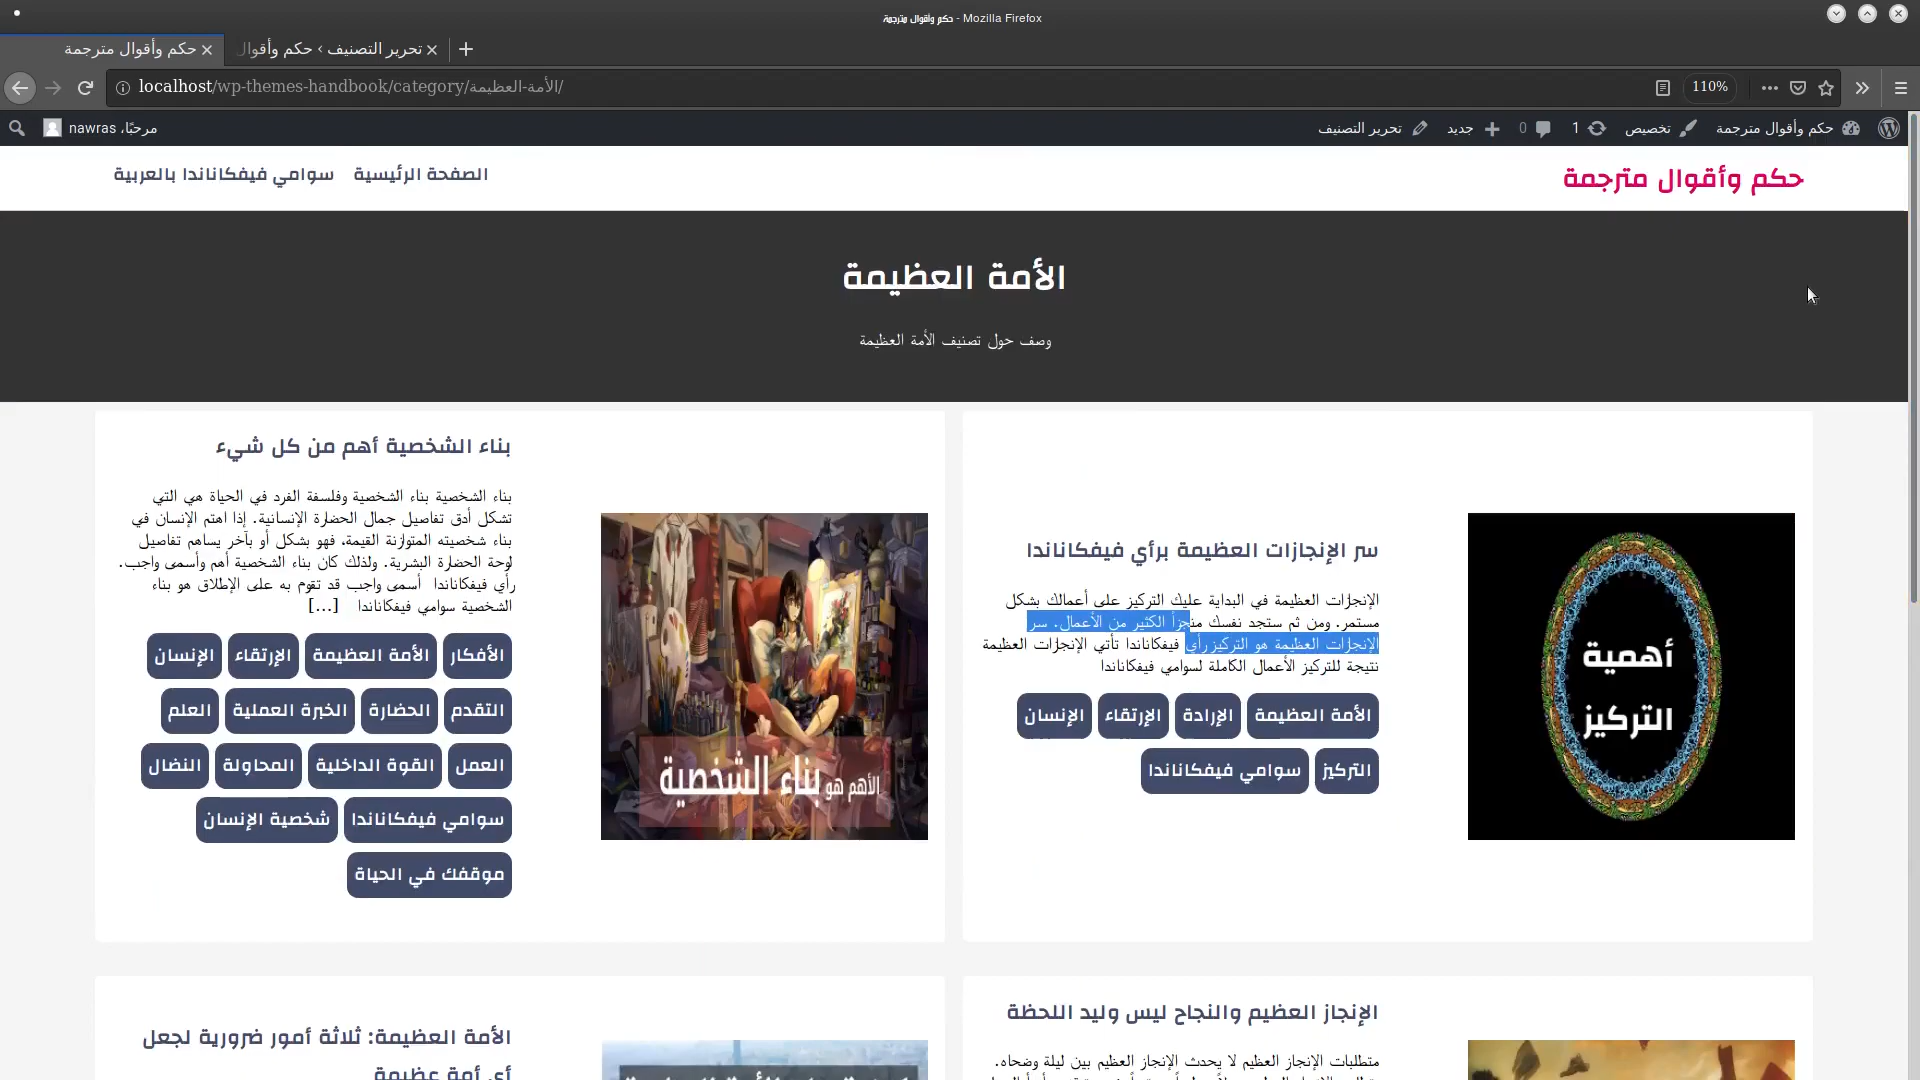 حكم وأقوال مترجمة - Mozilla Firefox
حكم وأقوال مترجمة
تحرير التصنيف ‹ حكم وأقوال
localhost/wp-themes-handbook/category/الأمة-العظيمة/
110%
حكم وأقوال مترجمة
تخصيص
1
0
جديد
تحرير التصنيف
مرحبًا، nawras
حكم وأقوال مترجمة
الصفحة الرئيسية
سوامي فيفكاناندا بالعربية
الأمة العظيمة
وصف حول تصنيف الأمة العظيمة
أهمية
التركيز
سر الإنجازات العظيمة برأي فيفكاناندا
الإنجازات العظيمة في البداية عليك التركيز على أعمالك بشكل
مستمر. ومن ثم ستجد نفسك منجزاً الكثير من الأعمال. سر
الإنجازات العظيمة هو التركيز رأي فيفكاناندا تأتي الإنجازات العظيمة
نتيجة للتركيز الأعمال الكاملة لسوامي فيفكاناندا
الأمة العظيمة
الإرادة
الإرتقاء
الإنسان
التركيز
سوامي فيفكاناندا
الأهم هو بناء الشخصية
بناء الشخصية أهم من كل شيء
بناء الشخصية بناء الشخصية وفلسفة الفرد في الحياة هي التي
تشكل أدق تفاصيل جمال الحضارة الإنسانية. إذا اهتم الإنسان في
بناء شخصيته المتوازنة القيمة، فهو بشكل أو بآخر يساهم تفاصيل
لوحة الحضارة البشرية. ولذلك كان بناء الشخصية أهم وأسمى واجب.
رأي فيفكاناندا أسمى واجب قد تقوم به على الإطلاق هو بناء
الشخصية سوامي فيفكاناندا […]
الأفكار
الأمة العظيمة
الإرتقاء
الإنسان
التقدم
الحضارة
الخبرة العملية
العلم
العمل
القوة الداخلية
المحاولة
النضال
سوامي فيفكاناندا
شخصية الإنسان
موقفك في الحياة
الإنجاز العظيم والنجاح ليس وليد اللحظة
متطلبات الإنجاز العظيم لا يحدث الإنجاز العظيم بين ليلة وضحاه.
الأمة العظيمة: ثلاثة أمور ضرورية لجعل
أي أمة عظيمة